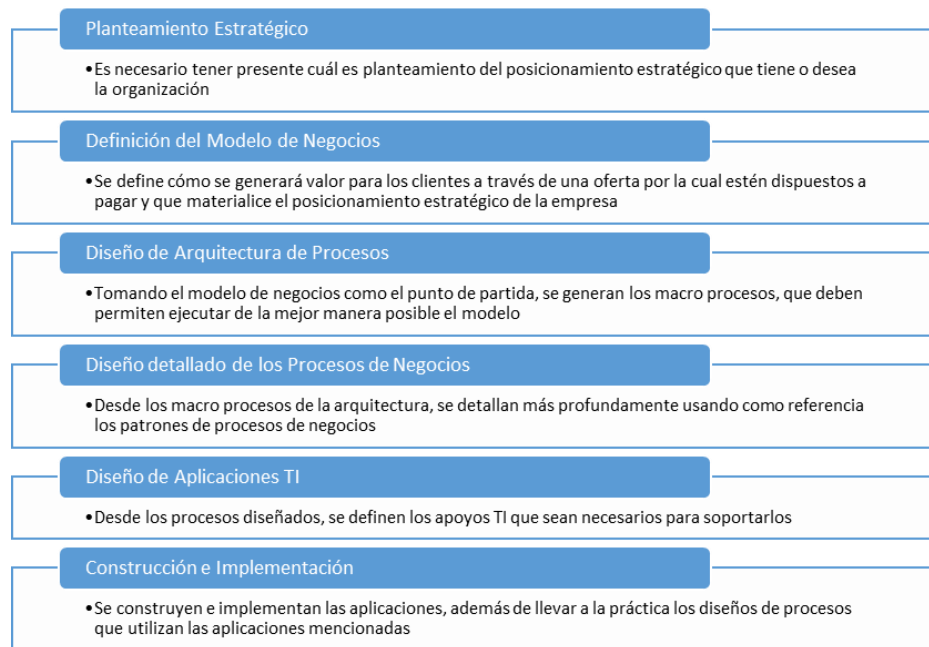 Planteamiento Estratégico
•Es necesario tener presente cuál es planteamiento del posicionamiento estratégico que tiene o desea
la organización
Definición del Modelo de Negocios
•Se define cómo se generará valor para los clientes a través de una oferta por la cual estén dispuestos a
pagar y que materialice el posicionamiento estratégico de la empresa
Diseño de Arquitectura de Procesos
•Tomando el modelo de negocios como el punto de partida, se generan los macro procesos, que deben
permiten ejecutar de la mejor manera posible el modelo
Diseño detallado de los Procesos de Negocios
•Desde los macro procesos de la arquitectura, se detallan más profundamente usando como referencia
los patrones de procesos de negocios
Diseño de Aplicaciones TI
•Desde los procesos diseñados, se definen los apoyos TI que sean necesarios para soportarlos
Construcción e Implementación
•Se construyen e implementan las aplicaciones, además de llevar a la práctica los diseños de procesos
que utilizan las aplicaciones mencionadas